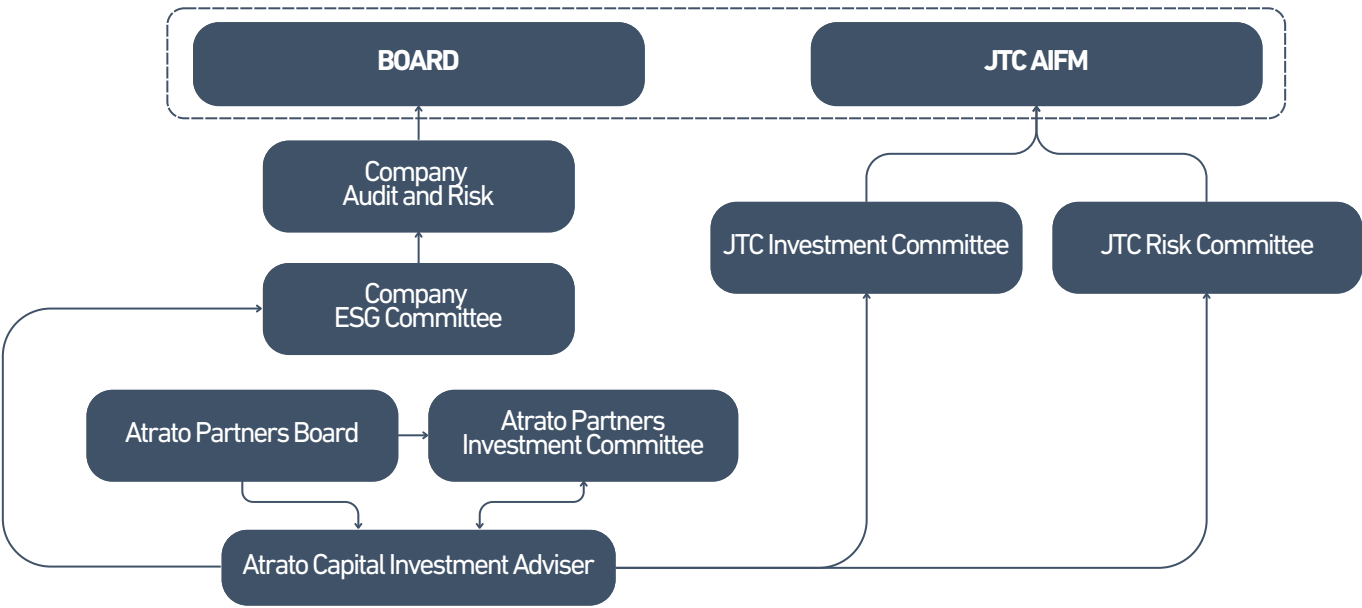 BOARD
JTC AIFM
Company
Audit and Risk
JTC Investment Committee
JTC Risk Committee
Company
ESG Committee
Atrato Partners Board
Atrato Partners
Investment Committee
Atrato Capital Investment Adviser